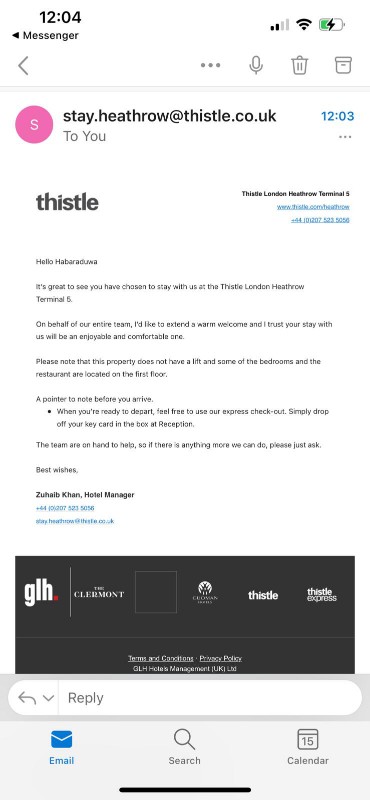 12:04
Messenger
S
stay.heathrow@thistle.co.uk
12:03
To You
thistle
Thistle London Heathrow Terminal 5
www.thistle.com/heathrow
+44 (0)207 523 5056
Hello Habaraduwa
It's great to see you have chosen to stay with us at the Thistle London Heathrow
Terminal 5.
On behalf of our entire team, I'd like to extend a warm welcome and I trust your stay with
us will be an enjoyable and comfortable one.
Please note that this property does not have a lift and some of the bedrooms and the
restaurant are located on the first floor.
A pointer to note before you arrive.
• When you're ready to depart, feel free to use our express check-out. Simply drop
off your key card in the box at Reception.
The team are on hand to help, so if there is anything more we can do, please just ask.
Best wishes,
Zuhaib Khan, Hotel Manager
+44 (0)207 523 5056
stay.heathrow@thistle.co.uk
glh.
THE
CLERMONT
GUOMAN
HOTELS
thistle
thistle
express
Terms and Conditions · Privacy Policy
GLH Hotels Management (UK) Ltd
Reply
15
Email
Search
Calendar